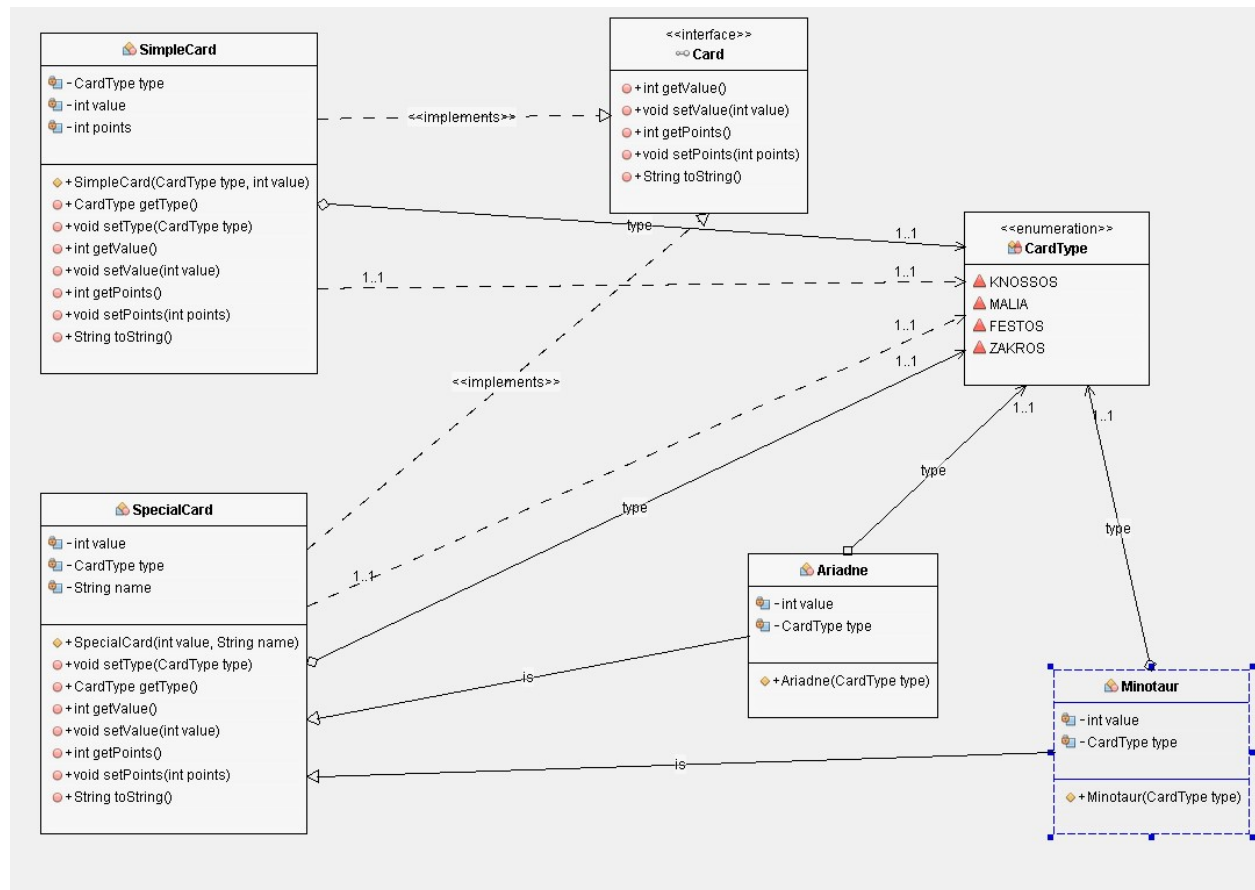 SimpleCard
- CardType type
- int value
- int points
+ SimpleCard(CardType type, int value)
+ CardType getType()
+ void setType(CardType type)
+ int getValue()
+ void setValue(int value)
+ int getPoints()
+ void setPoints(int points)
+ String toString()
<<implements>>
<<interface>>
Card
+ int getValue()
+ void setValue(int value)
+ int getPoints()
+ void setPoints(int points)
+ String toString()
type
1..1
1..1
1..1
<<enumeration>>
CardType
KNOSSOS
MALIA
FESTOS
ZAKROS
1..1
1..1
<<implements>>
1..1
1..1
type
type
type
SpecialCard
- int value
- CardType type
- String name
1..1
+ SpecialCard(int value, String name)
+ void setType(CardType type)
+ CardType getType()
+ int getValue()
+ void setValue(int value)
+ int getPoints()
+ void setPoints(int points)
+ String toString()
Ariadne
- int value
- CardType type
+ Ariadne(CardType type)
is
is
Minotaur
- int value
- CardType type
+ Minotaur(CardType type)